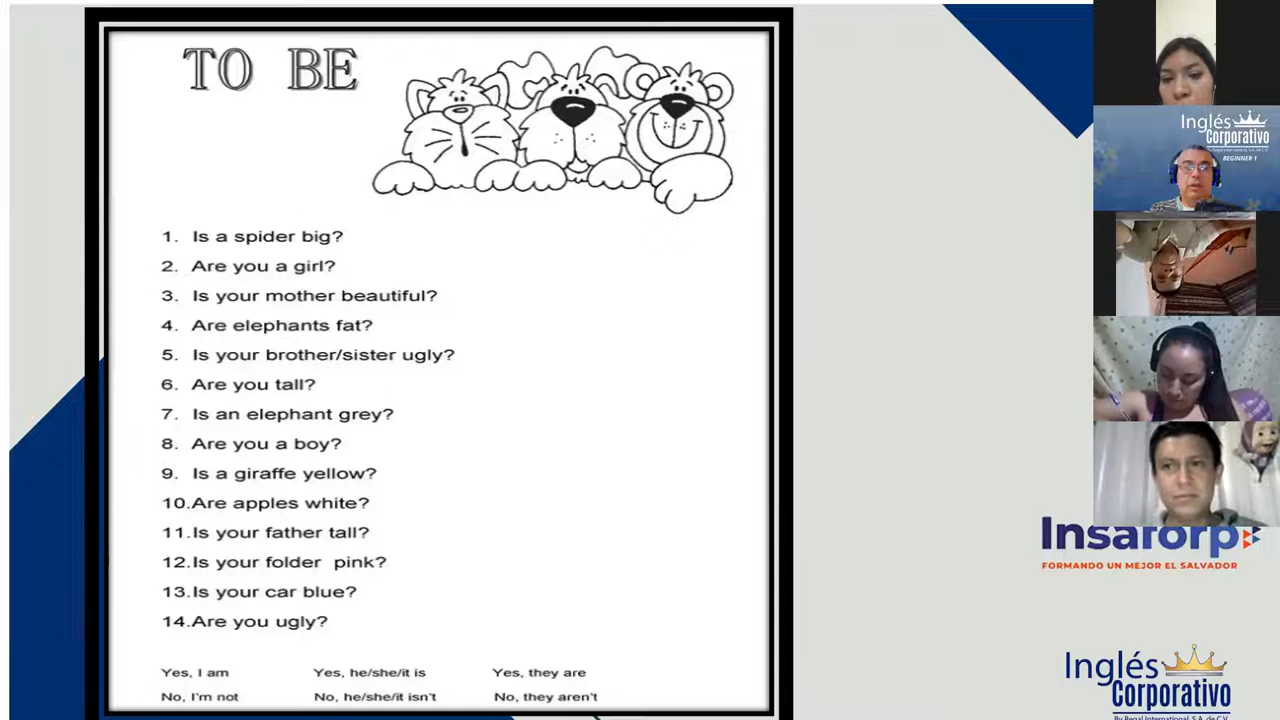 TO BE
1. Is a spider big?
2. Are you a girl?
3. Is your mother beautiful?
4. Are elephants fat?
5. Is your brother/sister ugly?
6. Are you tall?
7. Is an elephant grey?
8. Are you a boy?
9. Is a giraffe yellow?
10.Are apples white?
11.Is your father tall?
12.Is your folder pink?
13.Is your car blue?
14.Are you ugly?
Yes, I am Yes, he/she/it is Yes, they are
No, I'm not No, he/she/it isn't No, they aren't
Inglés
Corporativo
BEGINNER 1
Insaforp
FORMANDO UN MEJOR EL SALVADOR
Inglés
Corporativo
By Regal International, S.A. de C.V.